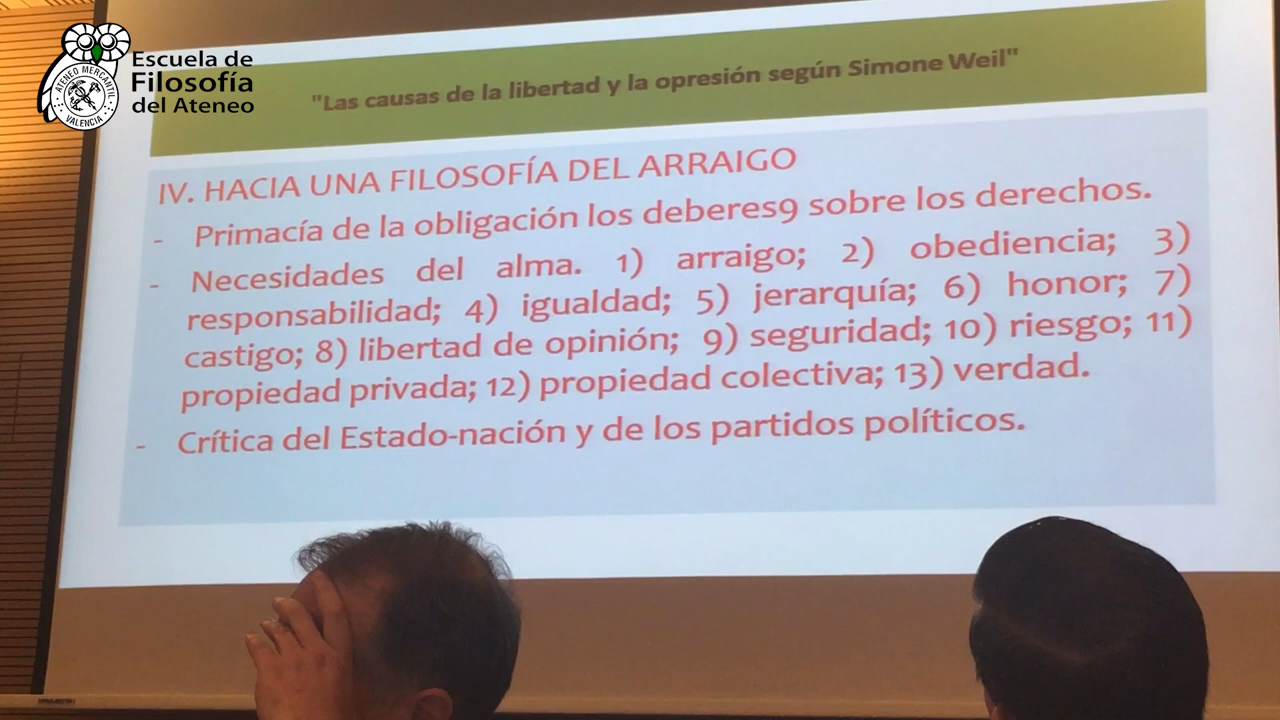 Escuela de
Filosofía
del Ateneo
ATENEO MERCANTIL
VALENCIA
"Las causas de la libertad y la opresión según Simone Weil"
IV. HACIA UNA FILOSOFÍA DEL ARRAIGO
- Primacía de la obligación los deberes9 sobre los derechos.
- Necesidades del alma. 1) arraigo; 2) obediencia; 3)
responsabilidad; 4) igualdad; 5) jerarquía; 6) honor; 7)
castigo; 8) libertad de opinión; 9) seguridad; 10) riesgo; 11)
propiedad privada; 12) propiedad colectiva; 13) verdad.
- Crítica del Estado-nación y de los partidos políticos.